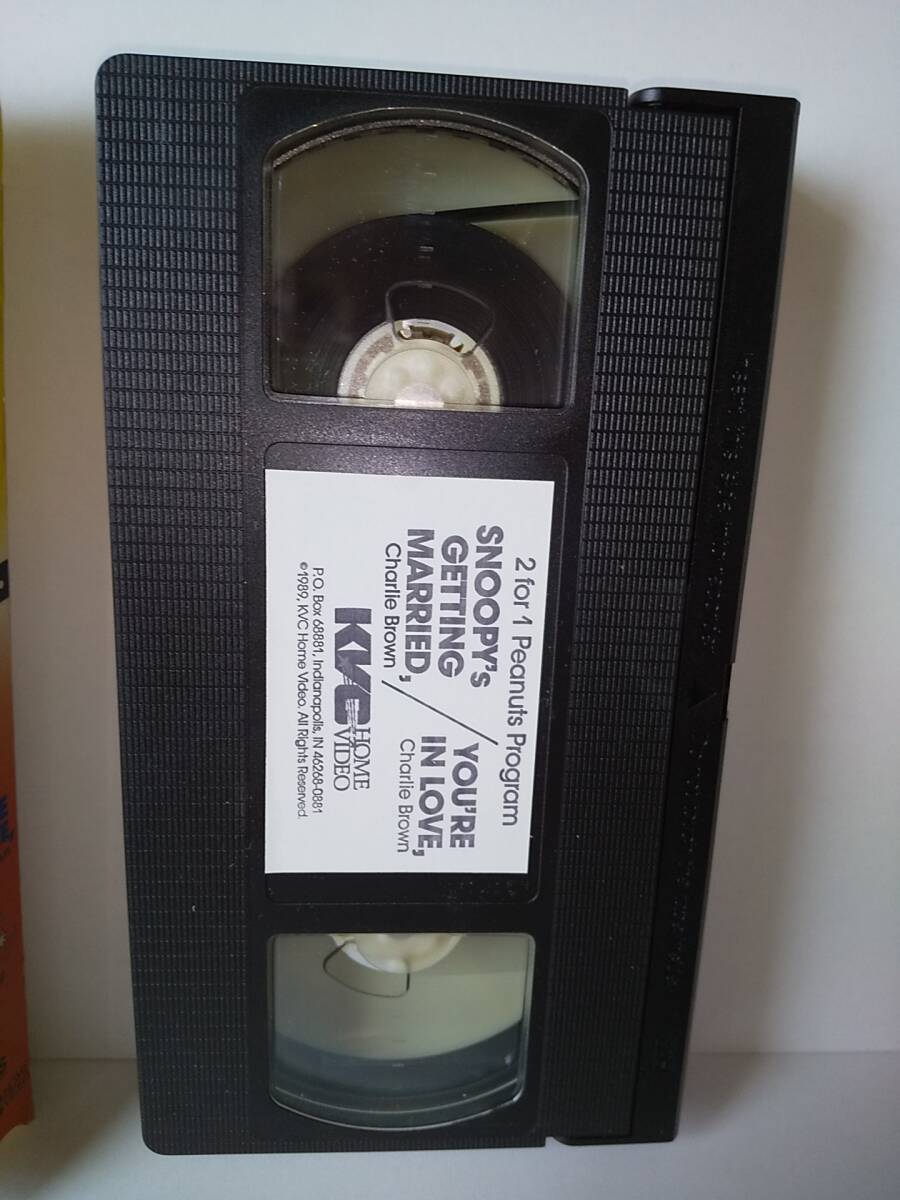 2 for 1 Peanuts Program
SNOOPY'S
GETTING
MARRIED,
Charlie Brown
/
YOU'RE
IN LOVE,
Charlie Brown
KVC HOME
VIDEO
P.O. Box 68881, Indianapolis, IN 46268-0881
©1989, KVC Home Video. All Rights Reserved.